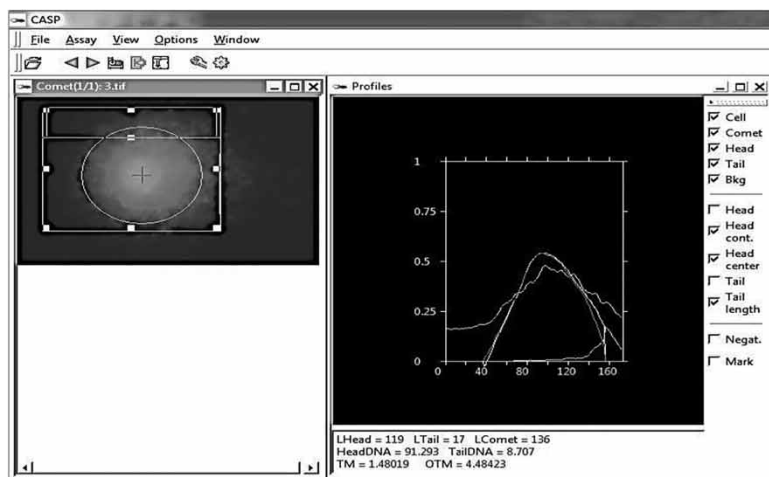 CASP
File Assay View Options Window
Comet(1/1): 3.tif
Profiles
Cell
Comet
Head
Tail
Bkg
Head
Head cont.
Head center
Tail
Tail length
Negat.
Mark
1
0.75
0.5
0.25
0
0 40 80 120 160
LHead = 119 LTail = 17 LComet = 136
HeadDNA = 91.293 TailDNA = 8.707
TM = 1.48019 OTM = 4.48423